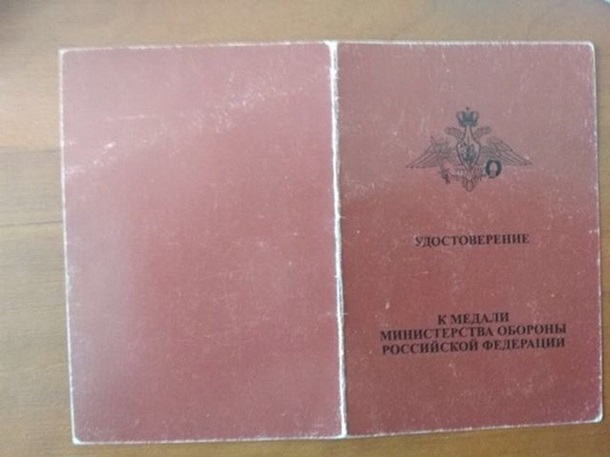 УДОСТОВЕРЕНИЕ
К МЕДАЛИ
МИНИСТЕРСТВА ОБОРОНЫ
РОССИЙСКОЙ ФЕДЕРАЦИИ